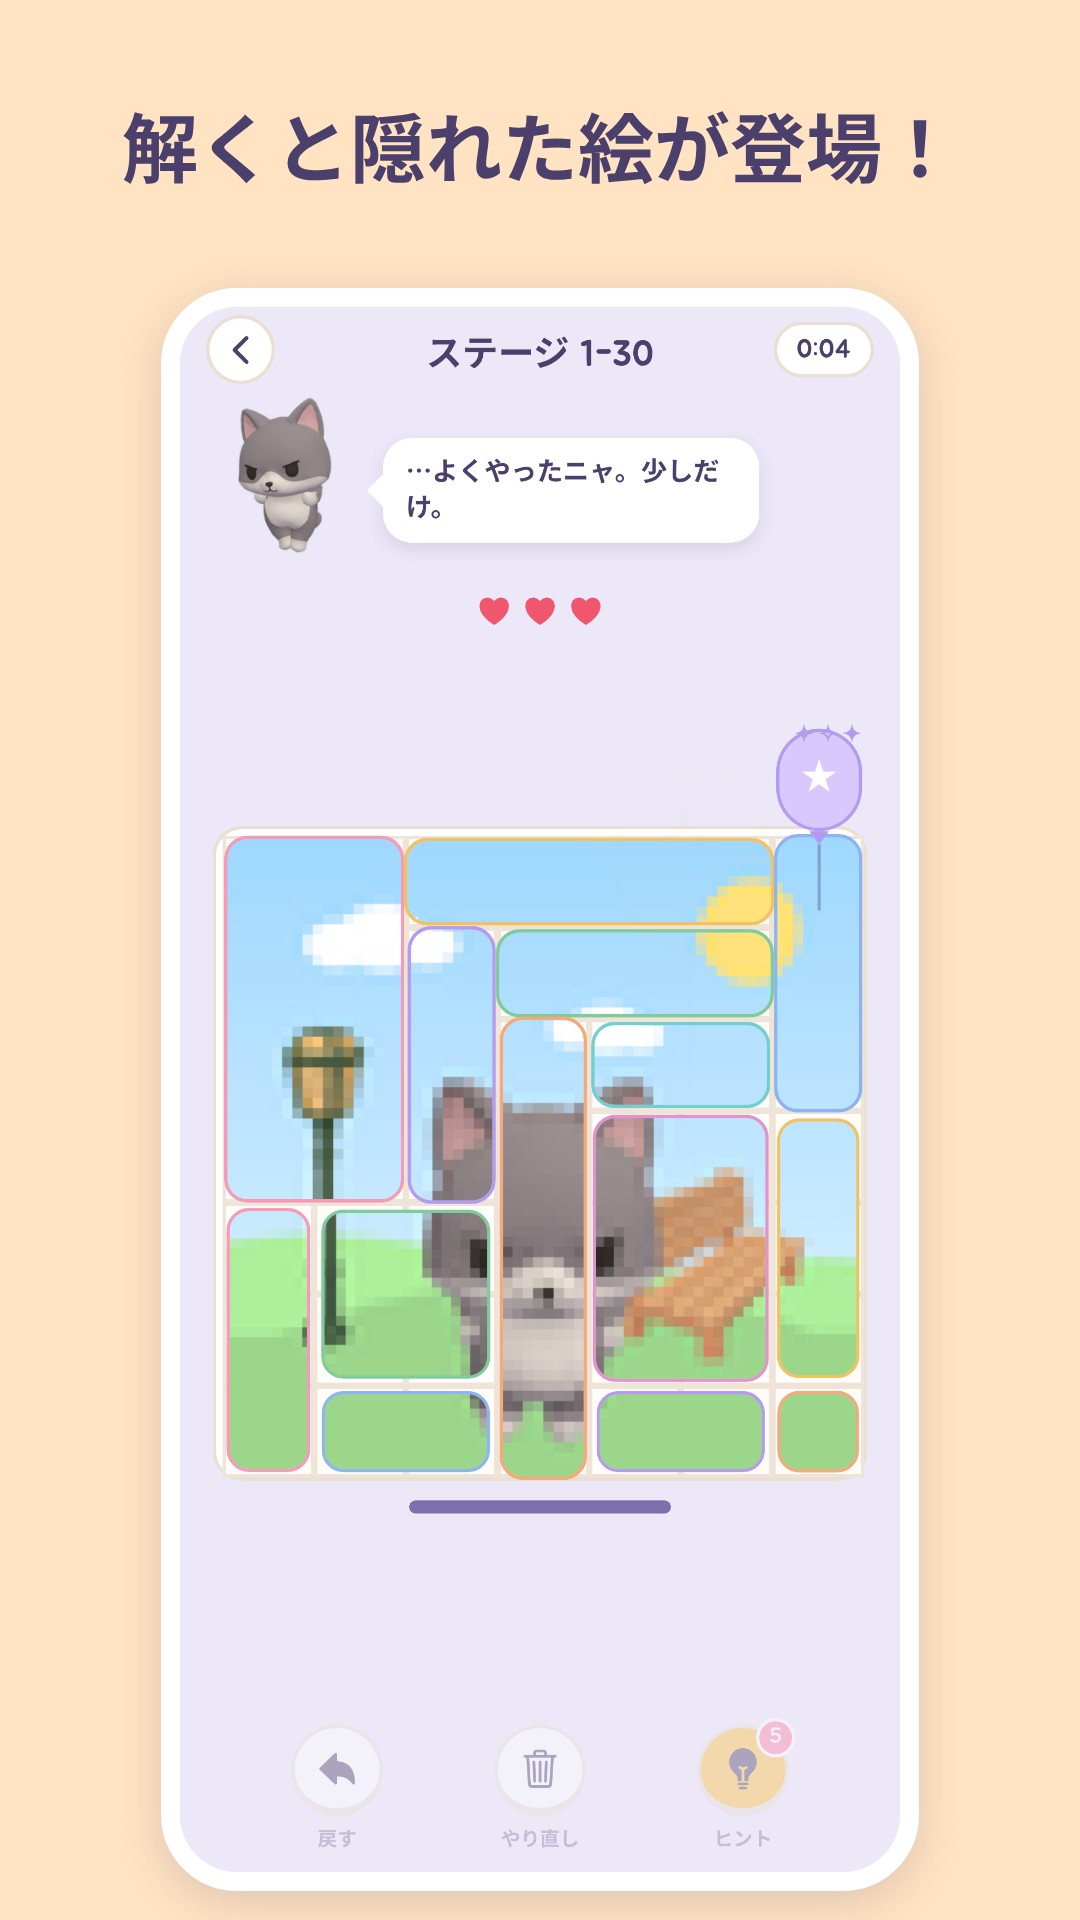 解くと隠れた絵が登場！
ステージ 1-30
0:04
…よくやったニャ。少しだ
け。
5
戻す
やり直し
ヒント